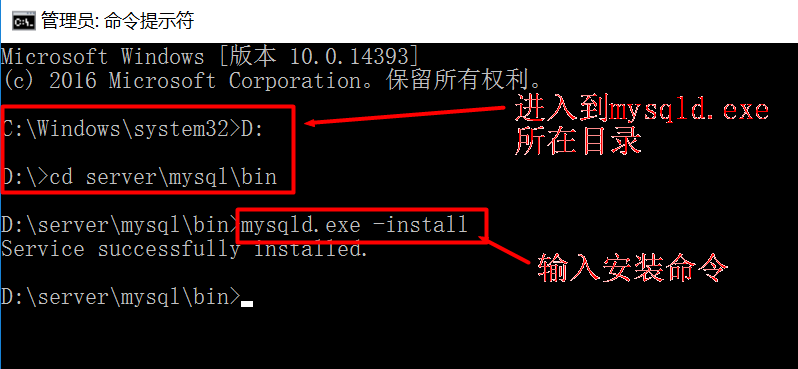 管理员: 命令提示符
Microsoft Windows [版本 10.0.14393]
(c) 2016 Microsoft Corporation。保留所有权利。
C:\Windows\system32>D:
进入到mysqld.exe
所在目录
D:\>cd server\mysql\bin
D:\server\mysql\bin>mysqld.exe -install
Service successfully installed.
输入安装命令
D:\server\mysql\bin>